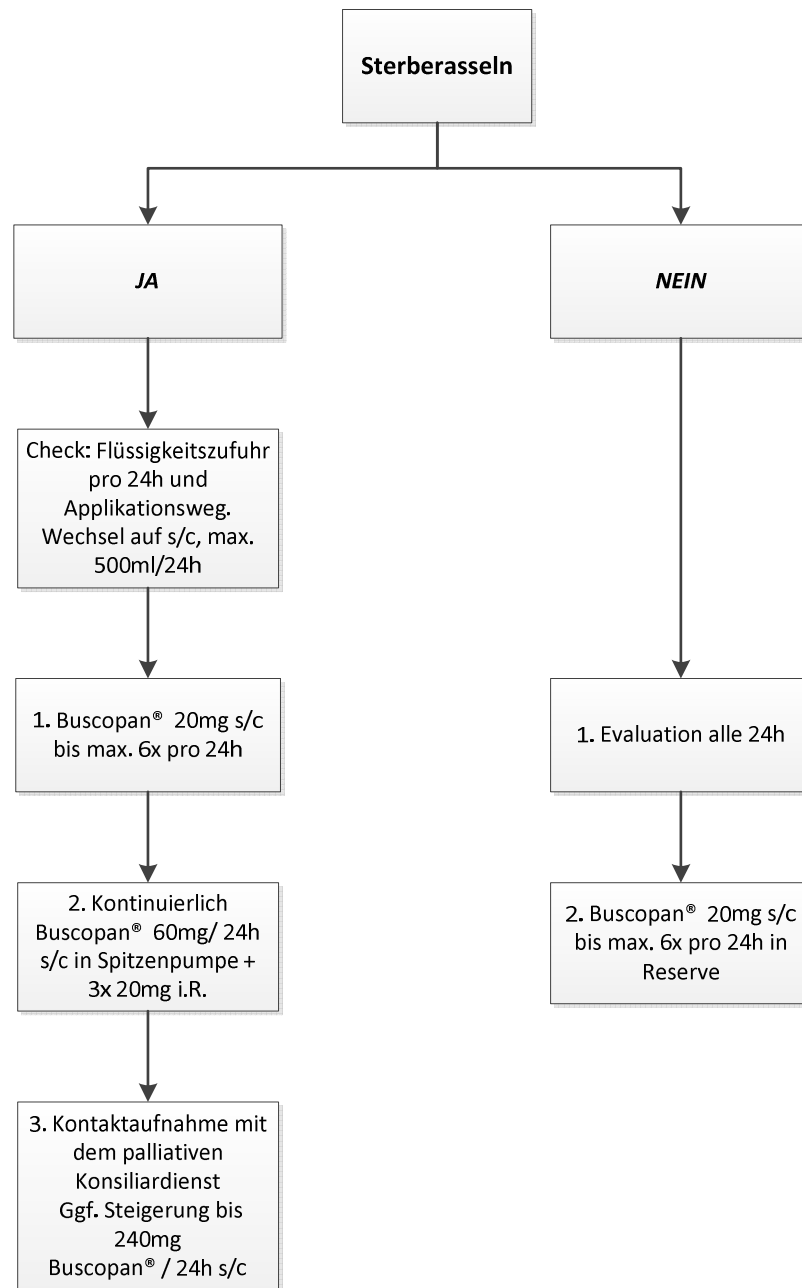 Sterberasseln
JA
NEIN
Check: Flüssigkeitszufuhr
pro 24h und
Applikationsweg.
Wechsel auf s/c, max.
500ml/24h
1. Buscopan® 20mg s/c
bis max. 6x pro 24h
1. Evaluation alle 24h
2. Kontinuierlich
Buscopan® 60mg/ 24h
s/c in Spitzenpumpe +
3x 20mg i.R.
2. Buscopan® 20mg s/c
bis max. 6x pro 24h in
Reserve
3. Kontaktaufnahme mit
dem palliativen
Konsiliardienst
Ggf. Steigerung bis
240mg
Buscopan® / 24h s/c